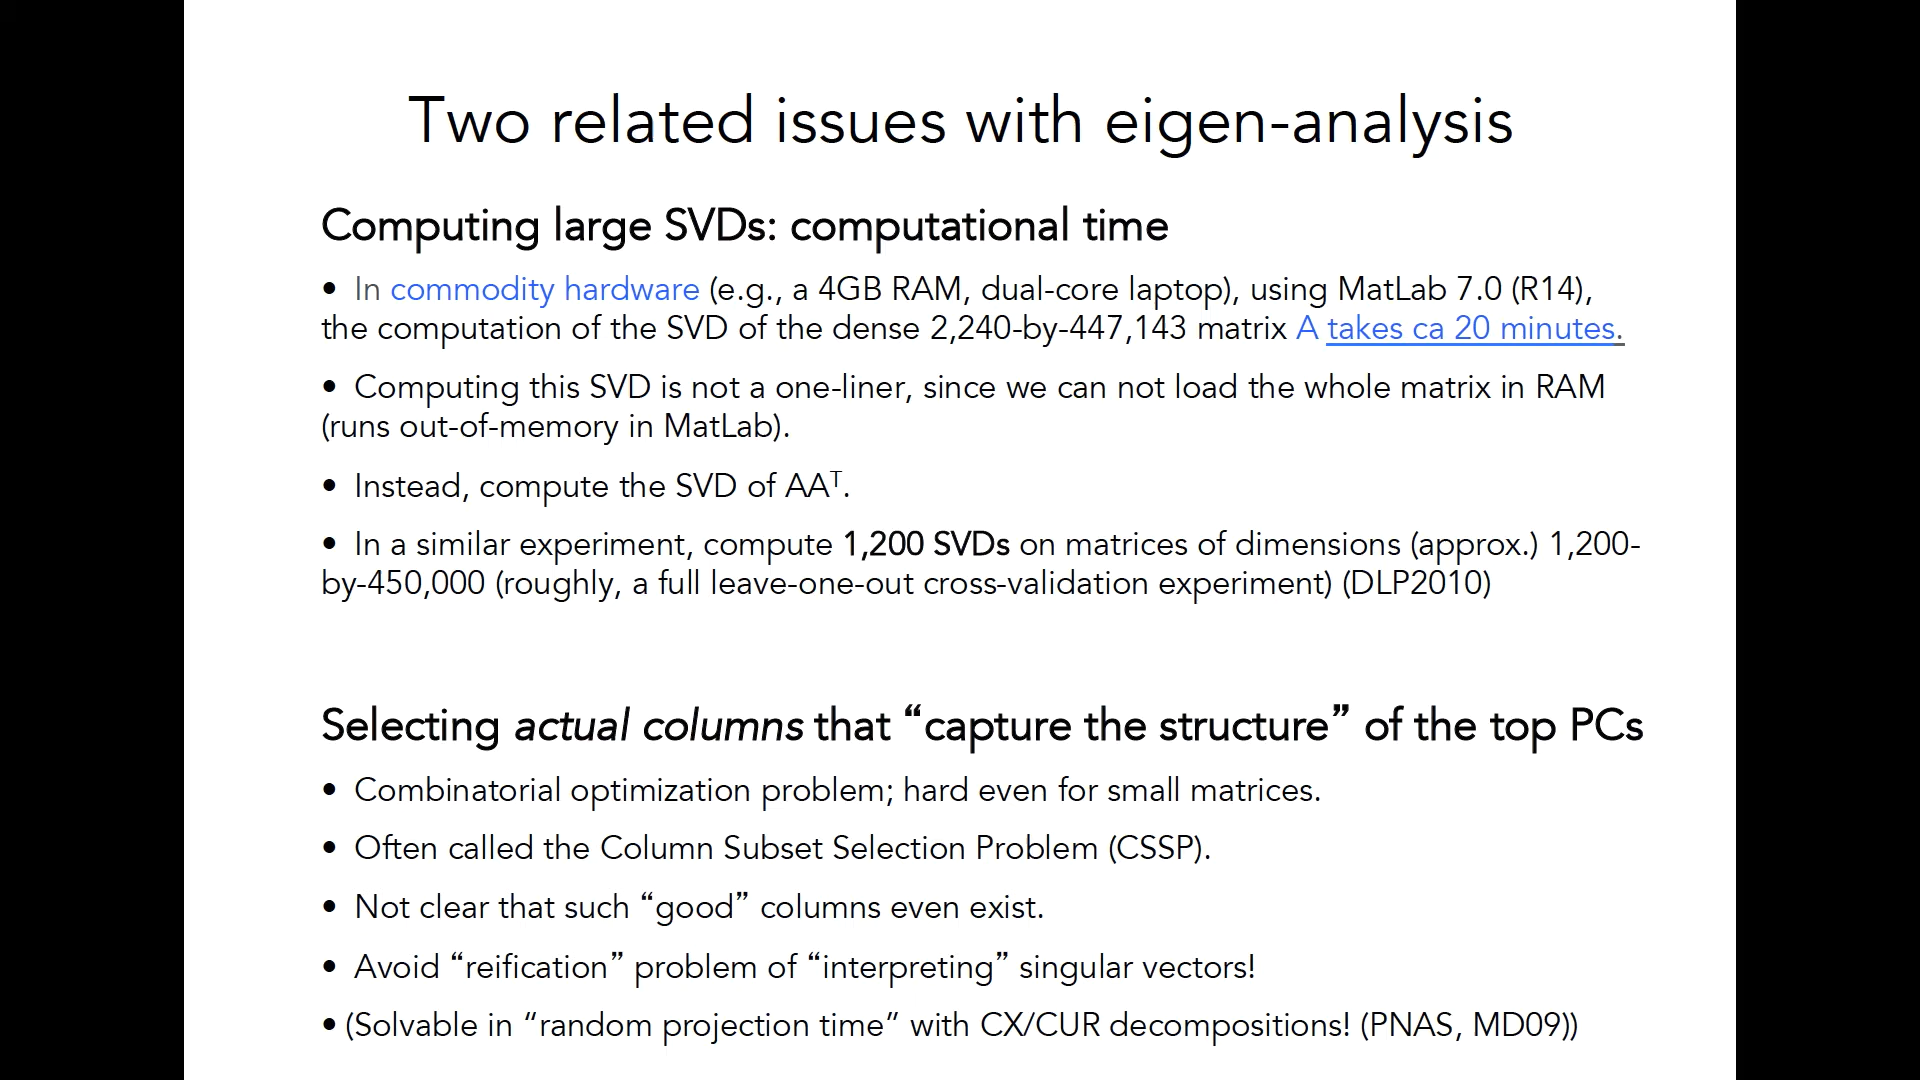 Two related issues with eigen-analysis
Computing large SVDs: computational time
• In commodity hardware (e.g., a 4GB RAM, dual-core laptop), using MatLab 7.0 (R14),
the computation of the SVD of the dense 2,240-by-447,143 matrix A takes ca 20 minutes.
• Computing this SVD is not a one-liner, since we can not load the whole matrix in RAM
(runs out-of-memory in MatLab).
• Instead, compute the SVD of AAᵀ.
• In a similar experiment, compute 1,200 SVDs on matrices of dimensions (approx.) 1,200-
by-450,000 (roughly, a full leave-one-out cross-validation experiment) (DLP2010)
Selecting actual columns that “capture the structure” of the top PCs
• Combinatorial optimization problem; hard even for small matrices.
• Often called the Column Subset Selection Problem (CSSP).
• Not clear that such “good” columns even exist.
• Avoid “reification” problem of “interpreting” singular vectors!
• (Solvable in “random projection time” with CX/CUR decompositions! (PNAS, MD09))